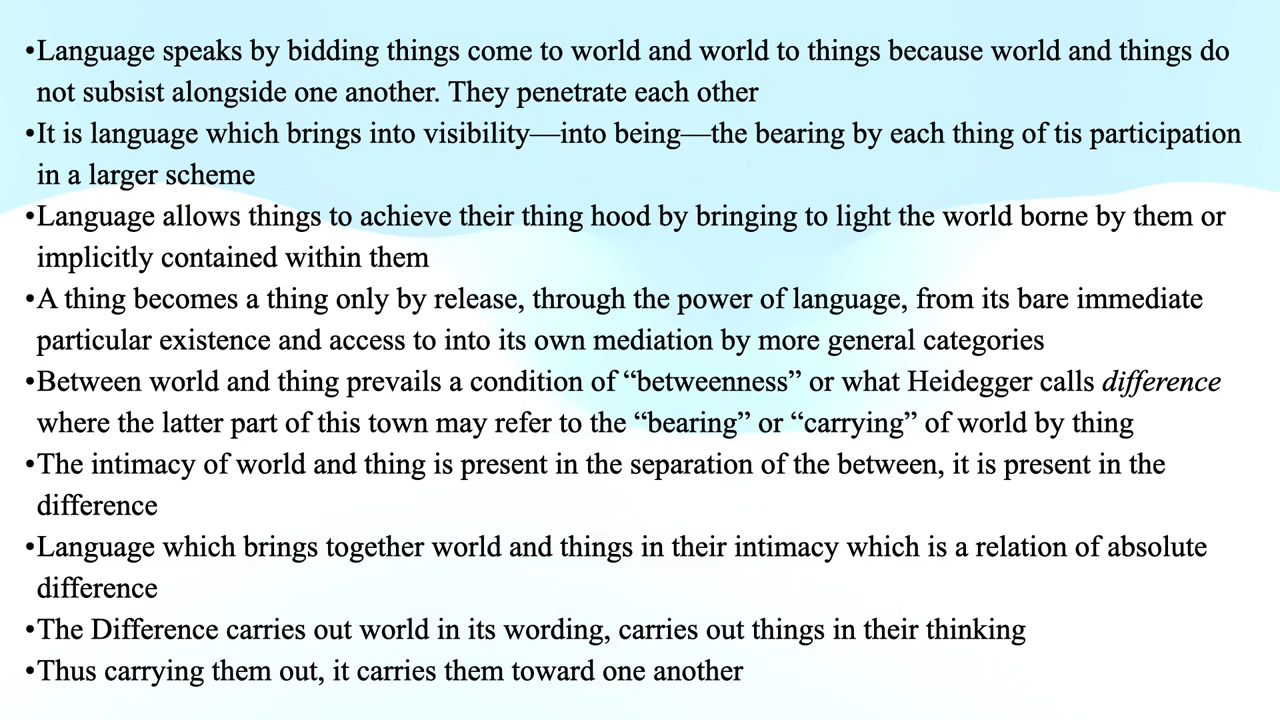 •Language speaks by bidding things come to world and world to things because world and things do
not subsist alongside one another. They penetrate each other
•It is language which brings into visibility—into being—the bearing by each thing of tis participation
in a larger scheme
•Language allows things to achieve their thing hood by bringing to light the world borne by them or
implicitly contained within them
•A thing becomes a thing only by release, through the power of language, from its bare immediate
particular existence and access to into its own mediation by more general categories
•Between world and thing prevails a condition of “betweenness” or what Heidegger calls difference
where the latter part of this town may refer to the “bearing” or “carrying” of world by thing
•The intimacy of world and thing is present in the separation of the between, it is present in the
difference
•Language which brings together world and things in their intimacy which is a relation of absolute
difference
•The Difference carries out world in its wording, carries out things in their thinking
•Thus carrying them out, it carries them toward one another